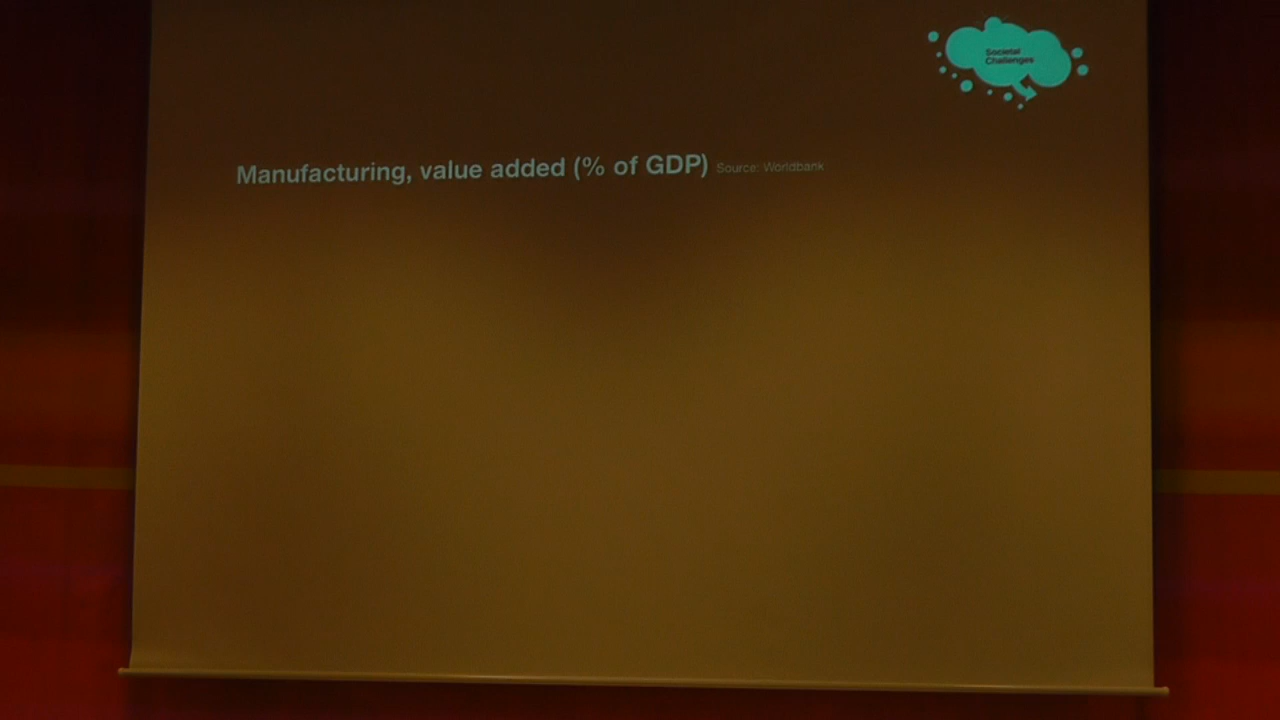 Societal
Challenges
Manufacturing, value added (% of GDP) Source: Worldbank